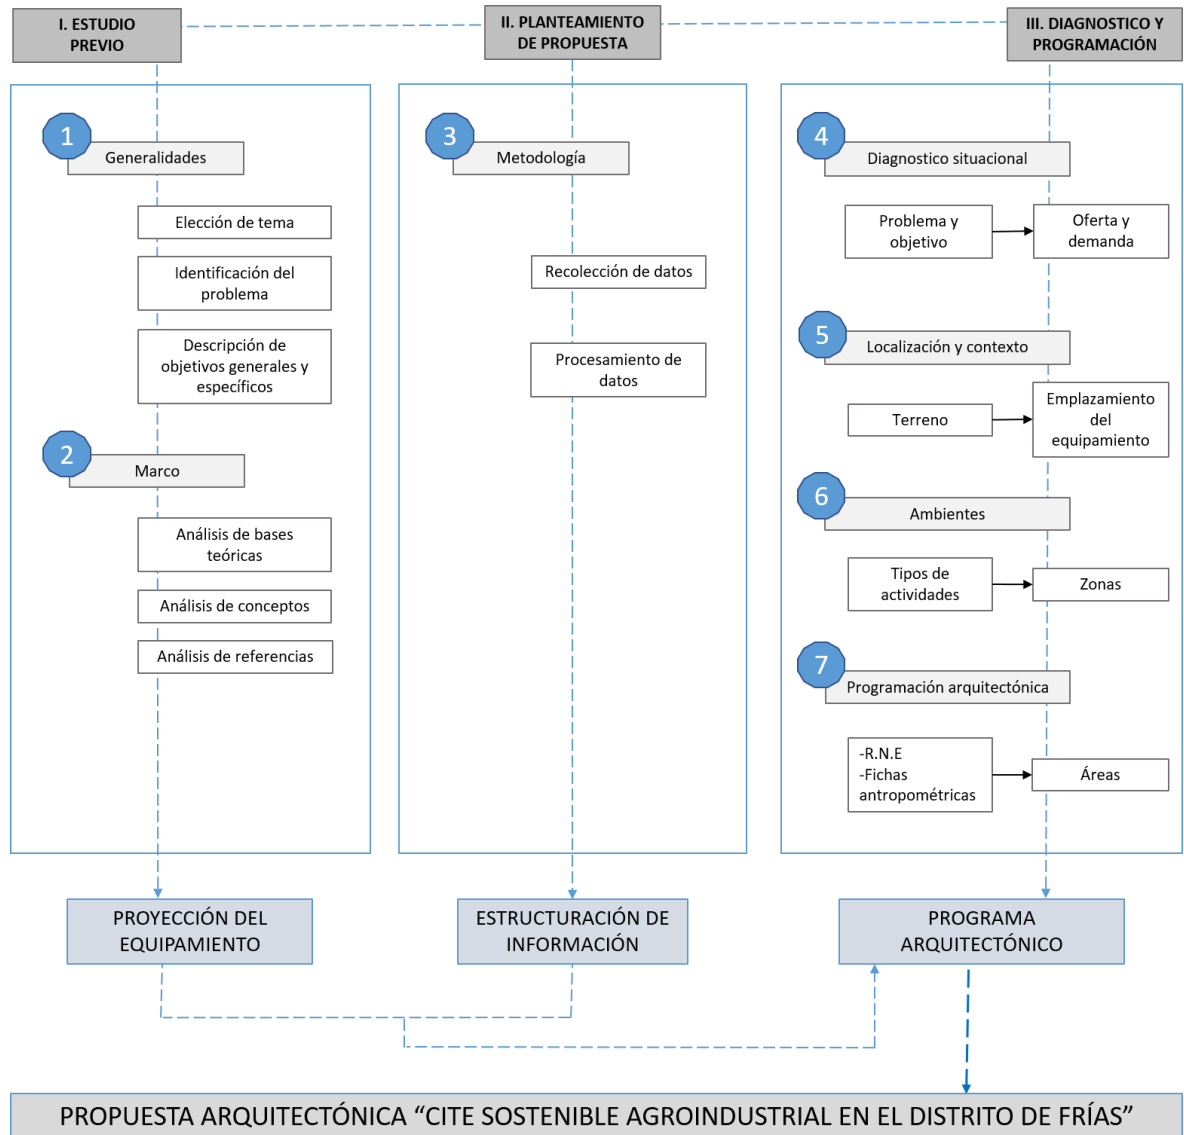 I. ESTUDIO
PREVIO
II. PLANTEAMIENTO
DE PROPUESTA
III. DIAGNOSTICO Y
PROGRAMACIÓN
1
Generalidades
Elección de tema
Identificación del
problema
Descripción de
objetivos generales y
específicos
2
Marco
Análisis de bases
teóricas
Análisis de conceptos
Análisis de referencias
3
Metodología
Recolección de datos
Procesamiento de
datos
4
Diagnostico situacional
Problema y
objetivo
Oferta y
demanda
5
Localización y contexto
Terreno
Emplazamiento
del
equipamiento
6
Ambientes
Tipos de
actividades
Zonas
7
Programación arquitectónica
-R.N.E
-Fichas
antropométricas
Áreas
PROYECCIÓN DEL
EQUIPAMIENTO
ESTRUCTURACIÓN DE
INFORMACIÓN
PROGRAMA
ARQUITECTÓNICO
PROPUESTA ARQUITECTÓNICA “CITE SOSTENIBLE AGROINDUSTRIAL EN EL DISTRITO DE FRÍAS”